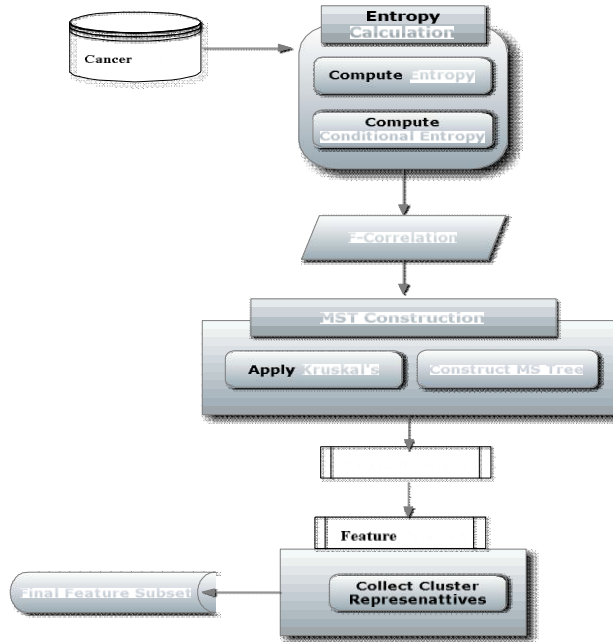 Cancer
Entropy
Calculation
Compute Entropy
Compute
Conditional Entropy
F-Correlation
MST Construction
Apply Kruskal's
Construct MS Tree
Feature
Final Feature Subset
Collect Cluster
Represenattives